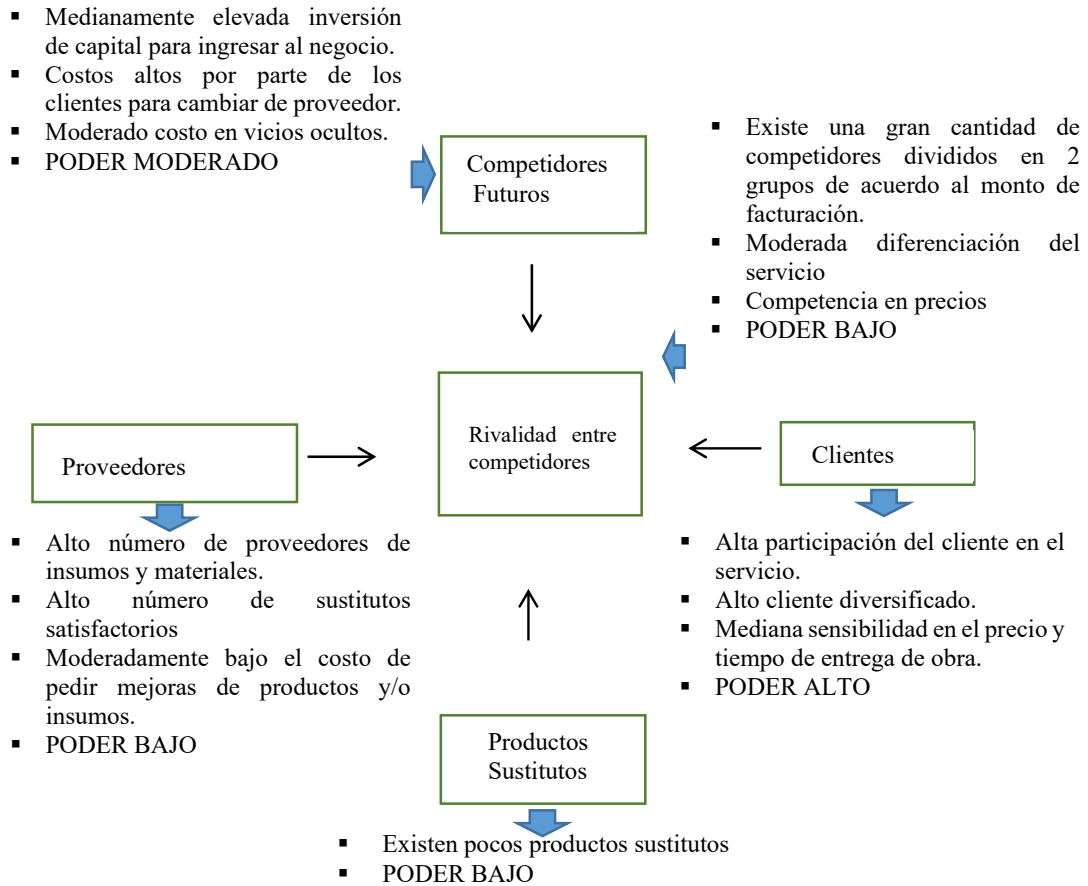 ▪ Medianamente elevada inversión
de capital para ingresar al negocio.
▪ Costos altos por parte de los
clientes para cambiar de proveedor.
▪ Moderado costo en vicios ocultos.
▪ PODER MODERADO
Competidores
Futuros
▪ Existe una gran cantidad de
competidores divididos en 2
grupos de acuerdo al monto de
facturación.
▪ Moderada diferenciación del
servicio
▪ Competencia en precios
▪ PODER BAJO
Rivalidad entre
competidores
Proveedores
Clientes
▪ Alto número de proveedores de
insumos y materiales.
▪ Alto número de sustitutos
satisfactorios
▪ Moderadamente bajo el costo de
pedir mejoras de productos y/o
insumos.
▪ PODER BAJO
▪ Alta participación del cliente en el
servicio.
▪ Alto cliente diversificado.
▪ Mediana sensibilidad en el precio y
tiempo de entrega de obra.
▪ PODER ALTO
Productos
Sustitutos
▪ Existen pocos productos sustitutos
▪ PODER BAJO